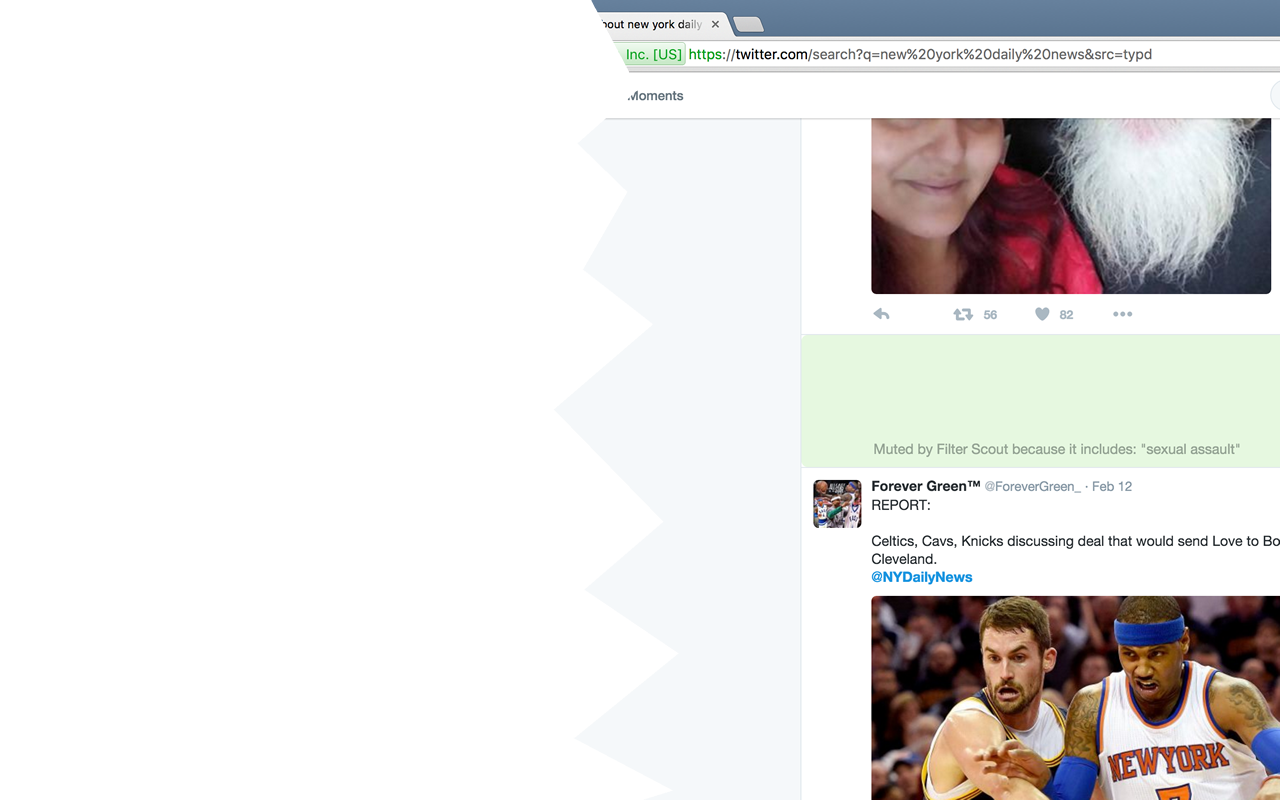 bout new york daily
Inc. [US] https://twitter.com/search?q=new%20york%20daily%20news&src=typd
Moments
56 82
Muted by Filter Scout because it includes: "sexual assault"
Forever Green™ @ForeverGreen_ · Feb 12
REPORT:
Celtics, Cavs, Knicks discussing deal that would send Love to Bo
Cleveland.
@NYDailyNews
NEWYORK
7